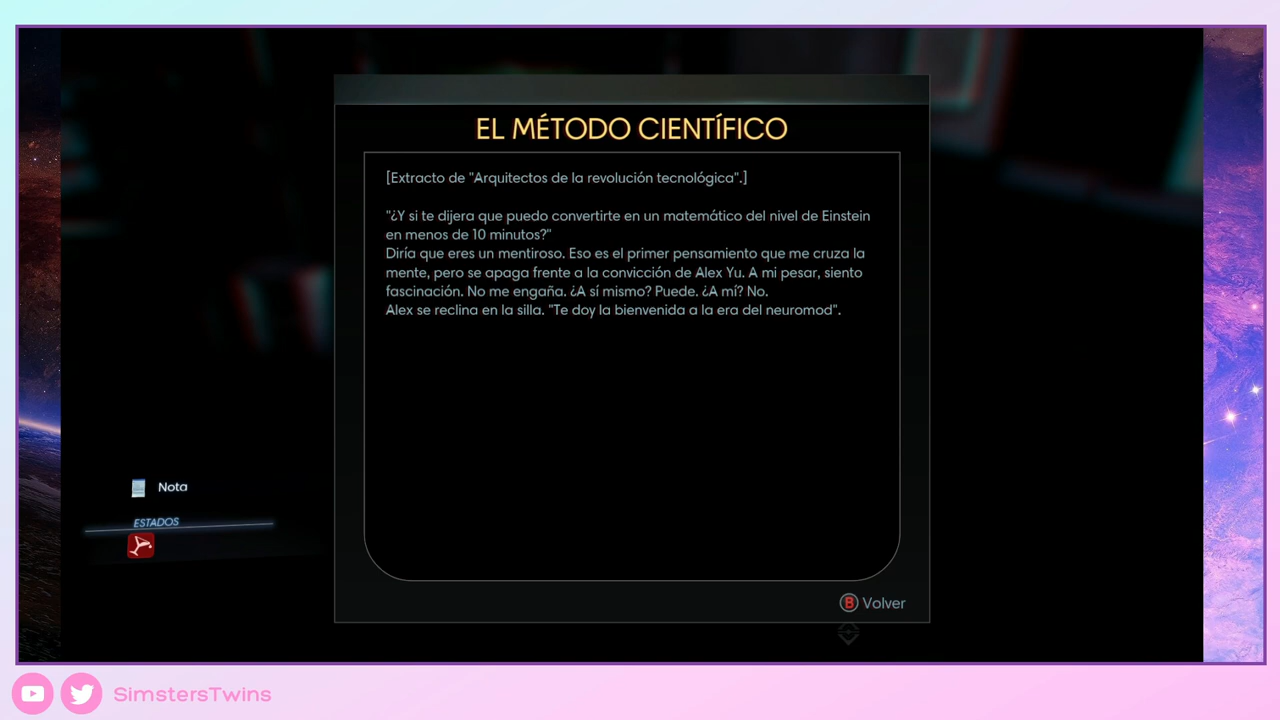 EL MÉTODO CIENTÍFICO
[Extracto de "Arquitectos de la revolución tecnológica".]
"¿Y si te dijera que puedo convertirte en un matemático del nivel de Einstein
en menos de 10 minutos?"
Diría que eres un mentiroso. Eso es el primer pensamiento que me cruza la
mente, pero se apaga frente a la convicción de Alex Yu. A mi pesar, siento
fascinación. No me engaña. ¿A sí mismo? Puede. ¿A mí? No.
Alex se reclina en la silla. "Te doy la bienvenida a la era del neuromod".
Nota
ESTADOS
B Volver
SimstersTwins